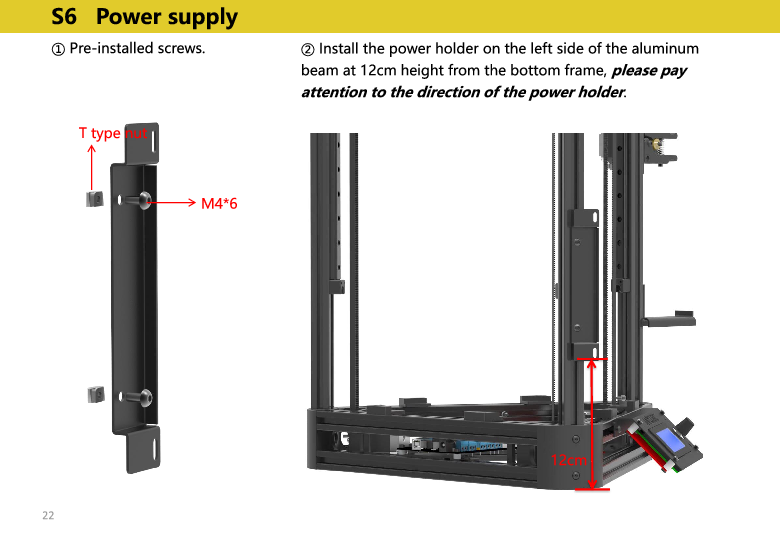 S6 Power supply
① Pre-installed screws.
② Install the power holder on the left side of the aluminum
beam at 12cm height from the bottom frame, please pay
attention to the direction of the power holder.
T type nut
M4*6
12cm
22